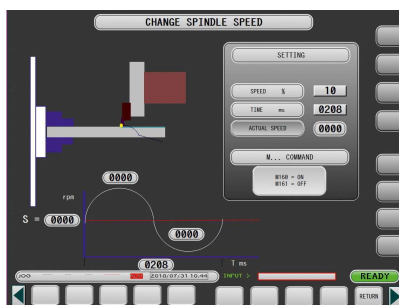 CHANGE SPINDLE SPEED
SETTING
SPEED % 10
TIME ms 0208
ACTUAL SPEED 0000
M... COMMAND
M160 = ON
M161 = OFF
0000
rpm
S = 0000
0000
0208
T ms
JOG 2010/07/31 10:44 INPUT > READY
RETURN